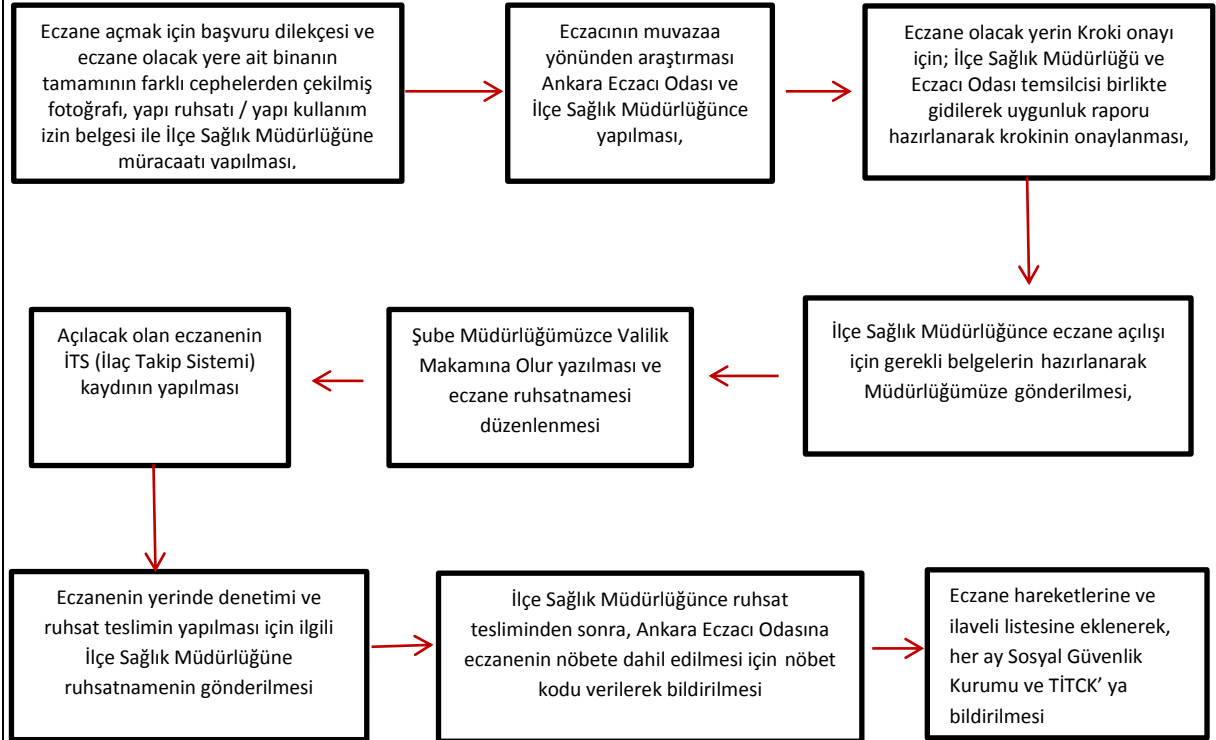 Eczane açmak için başvuru dilekçesi ve
eczane olacak yere ait binanın
tamamının farklı cephelerden çekilmiş
fotoğrafı, yapı ruhsatı / yapı kullanım
izin belgesi ile İlçe Sağlık Müdürlüğüne
müracaatı yapılması,
Eczacının muvazaa
yönünden araştırması
Ankara Eczacı Odası ve
İlçe Sağlık Müdürlüğünce
yapılması,
Eczane olacak yerin Kroki onayı
için; İlçe Sağlık Müdürlüğü ve
Eczacı Odası temsilcisi birlikte
gidilerek uygunluk raporu
hazırlanarak krokinin onaylanması,
İlçe Sağlık Müdürlüğünce eczane açılışı
için gerekli belgelerin hazırlanarak
Müdürlüğümüze gönderilmesi,
Şube Müdürlüğümüzce Valilik
Makamına Olur yazılması ve
eczane ruhsatnamesi
düzenlenmesi
Açılacak olan eczanenin
İTS (İlaç Takip Sistemi)
kaydının yapılması
Eczanenin yerinde denetimi ve
ruhsat teslimin yapılması için ilgili
İlçe Sağlık Müdürlüğüne
ruhsatnamenin gönderilmesi
İlçe Sağlık Müdürlüğünce ruhsat
tesliminden sonra, Ankara Eczacı Odasına
eczanenin nöbete dahil edilmesi için nöbet
kodu verilerek bildirilmesi
Eczane hareketlerine ve
ilaveli listesine eklenerek,
her ay Sosyal Güvenlik
Kurumu ve TİTCK’ ya
bildirilmesi